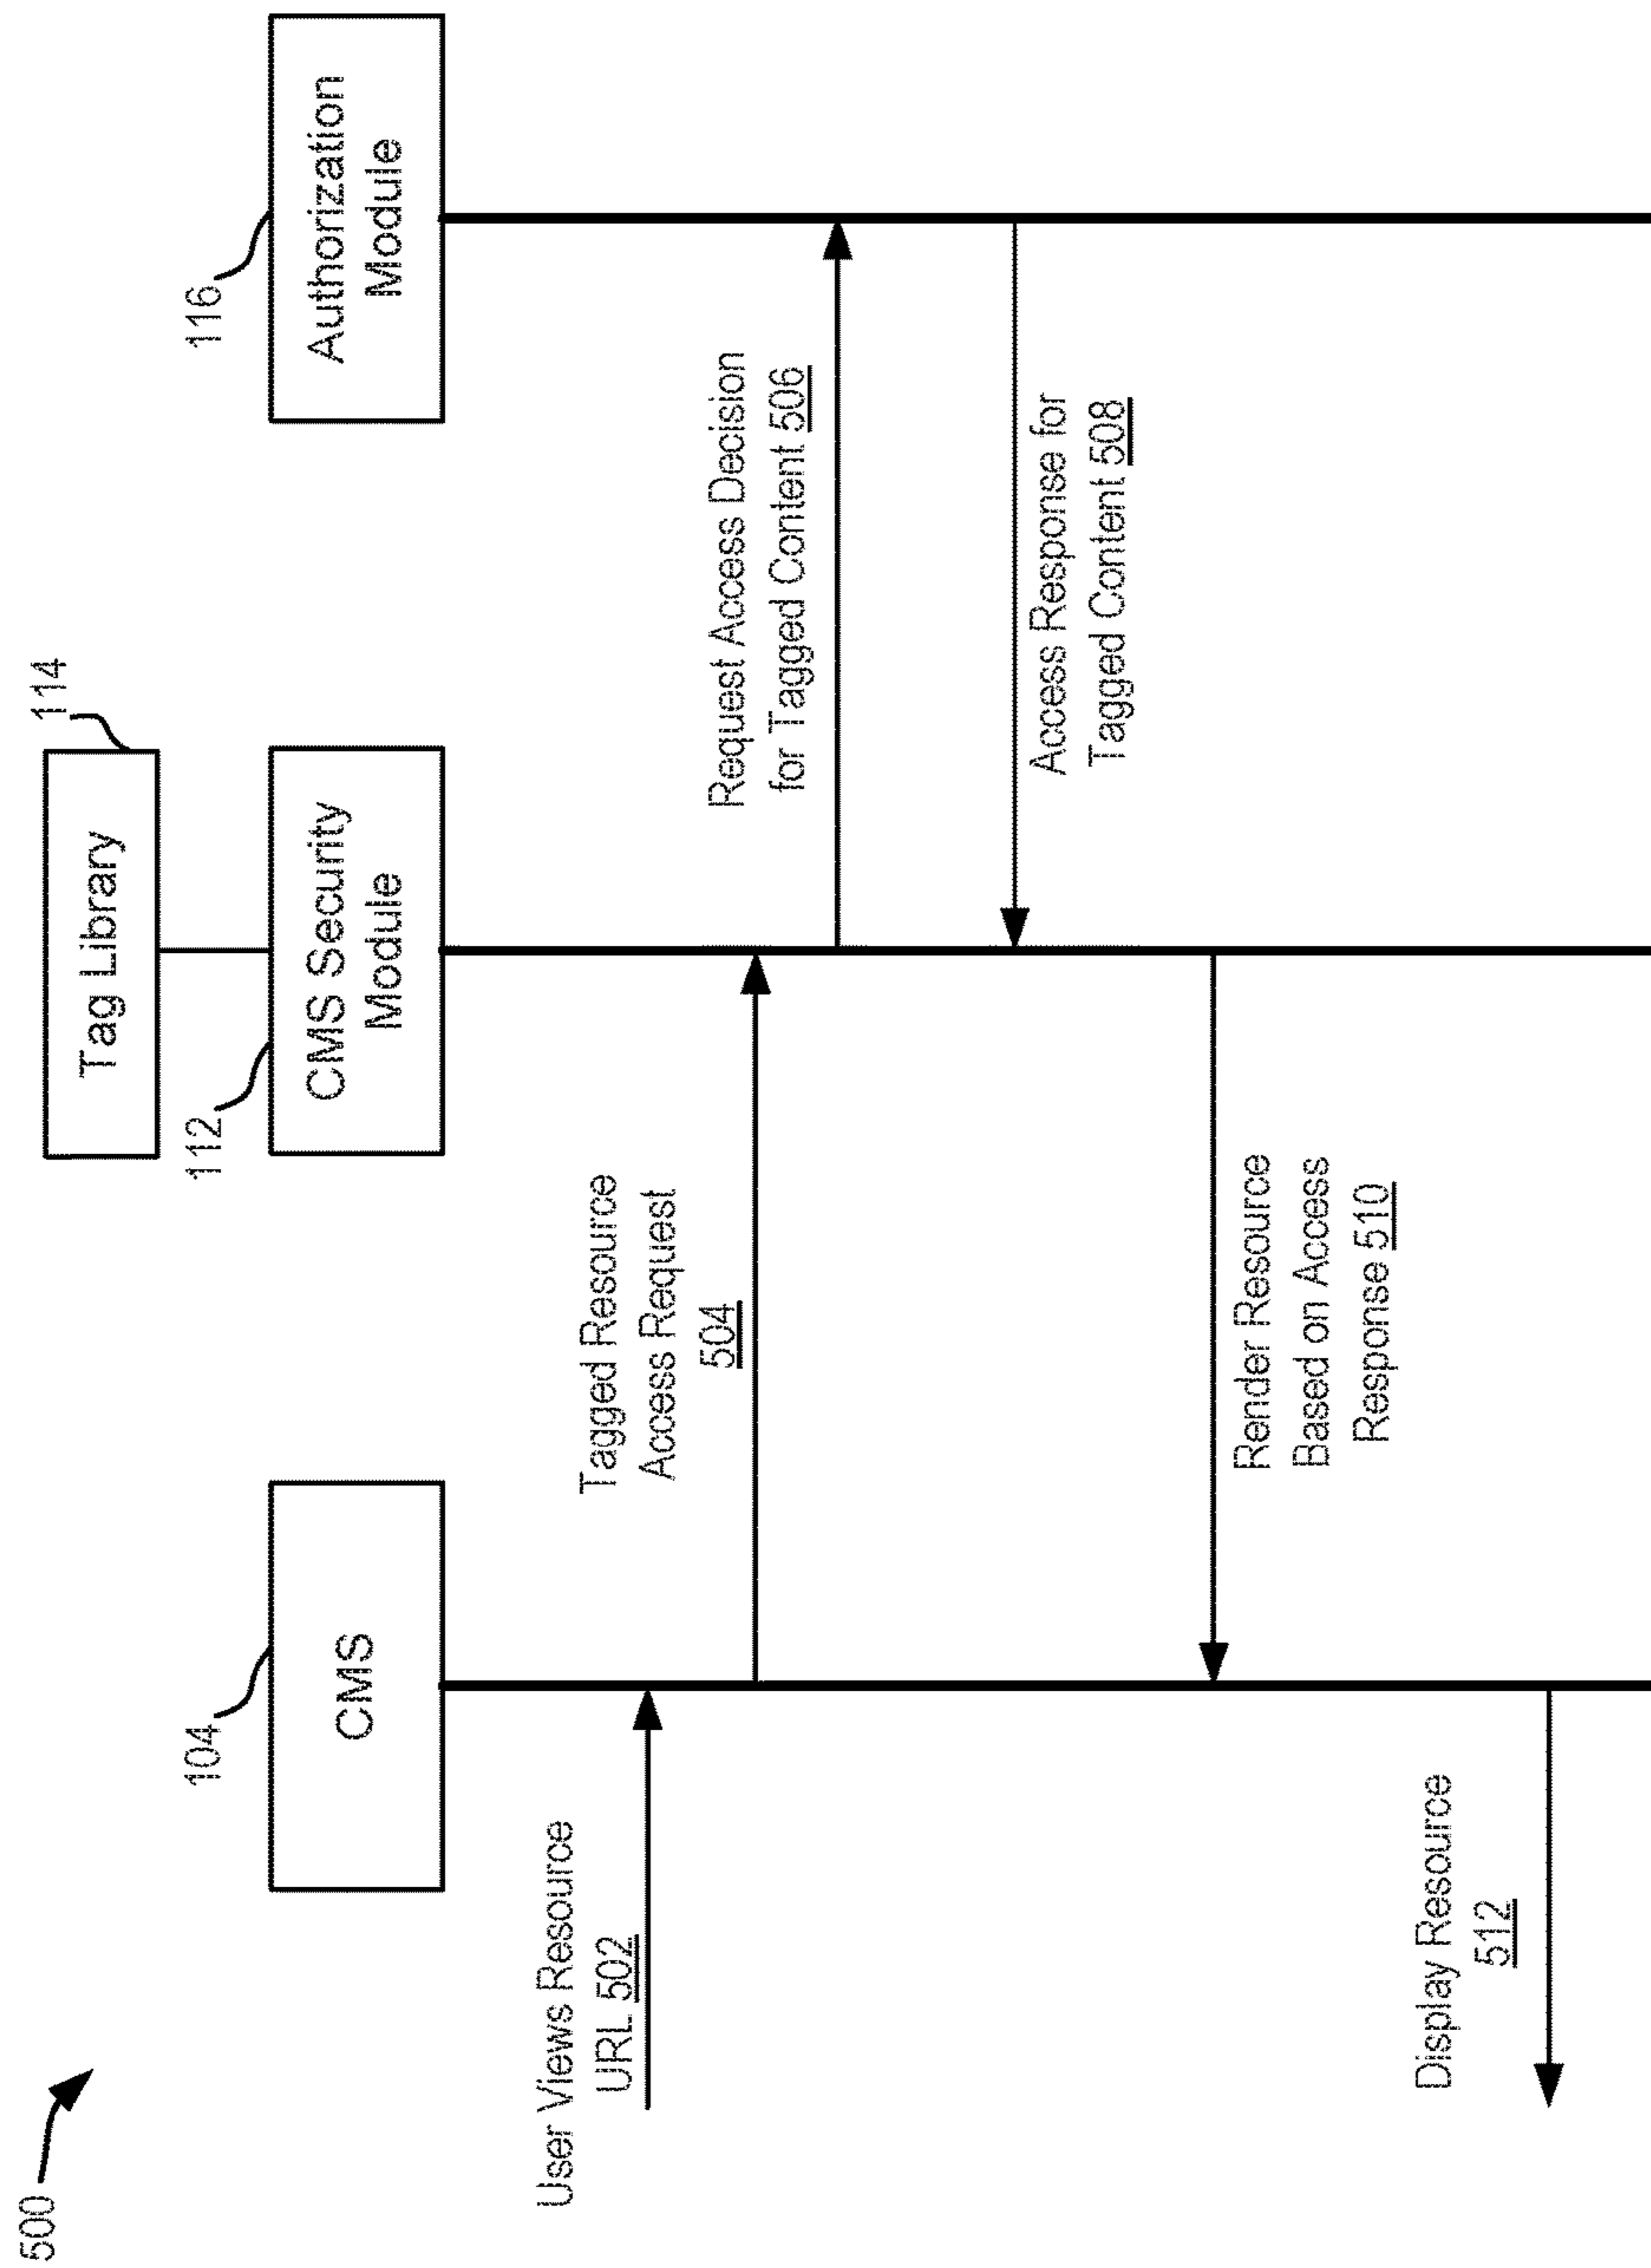 500
Tag Library
114
104
CMS
112
CMS Security
Module
116
Authorization
Module
User Views Resource
URL 502
Tagged Resource
Access Request
504
Request Access Decision
for Tagged Content 506
Access Response for
Tagged Content 508
Render Resource
Based on Access
Response 510
Display Resource
512